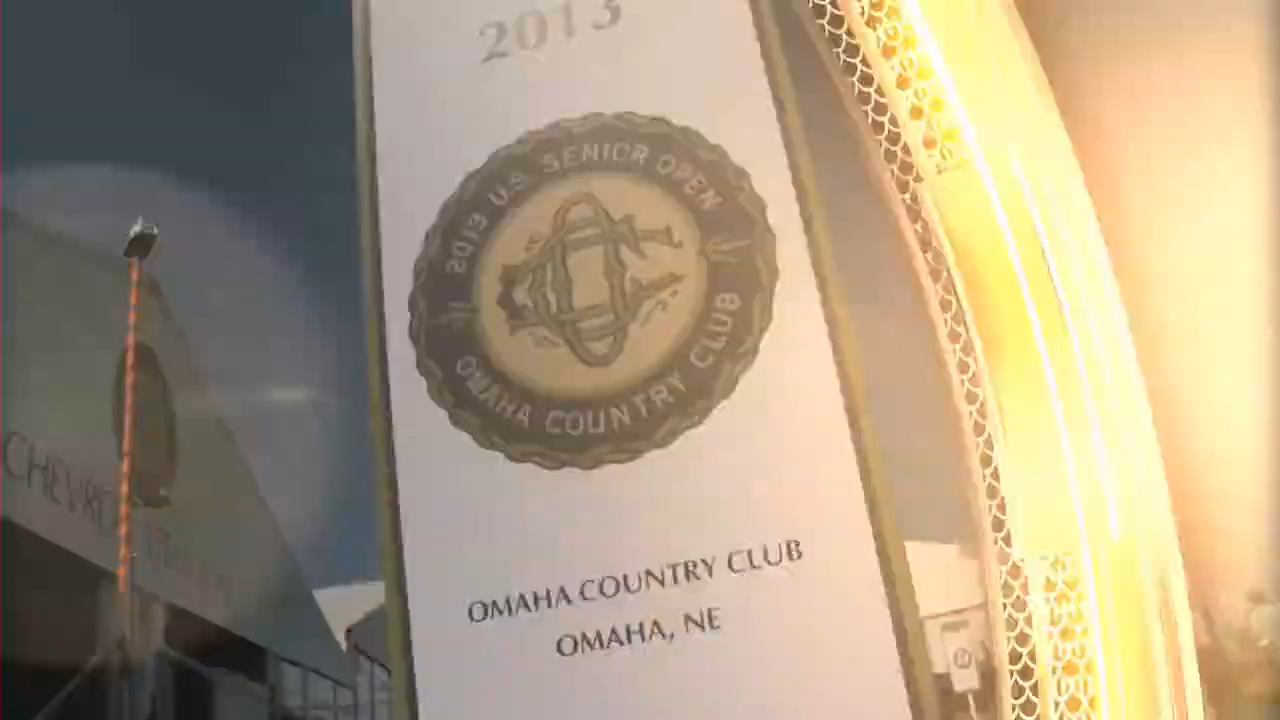 2013
2013 U.S. SENIOR OPEN
OMAHA COUNTRY CLUB
OMAHA COUNTRY CLUB
OMAHA, NE